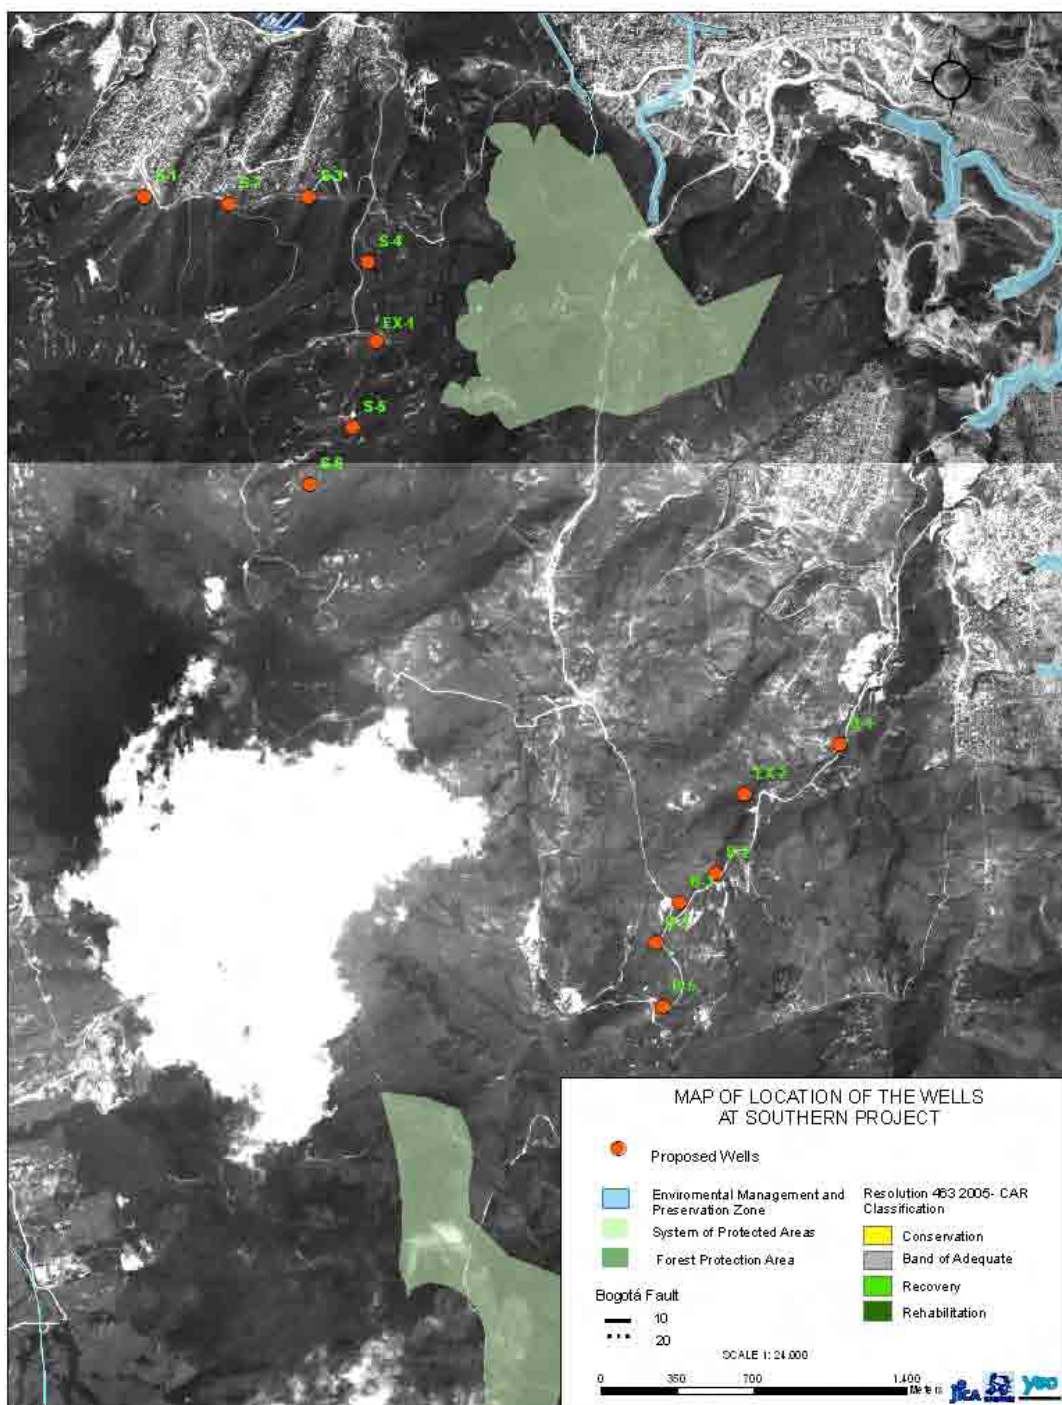 S-1
S-2
S-3
S-4
EX-1
S-5
S-6
EX-2
MAP OF LOCATION OF THE WELLS
AT SOUTHERN PROJECT
Proposed Wells
Enviromental Management and
Preservation Zone
System of Protected Areas
Forest Protection Area
Bogotá Fault
10
20
Resolution 463 2005- CAR
Classification
Conservation
Band of Adequate
Recovery
Rehabilitation
SCALE 1: 24.000
0 350 700 1.400
Meters
JICA